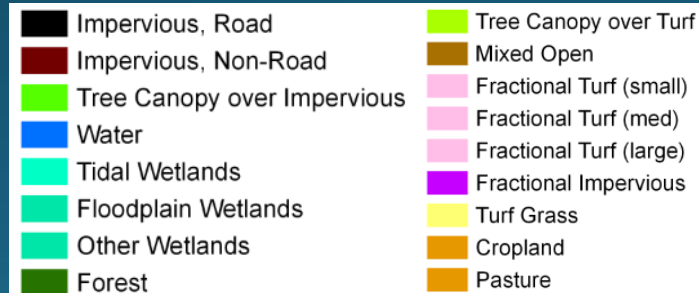 Impervious, Road
Impervious, Non-Road
Tree Canopy over Impervious
Water
Tidal Wetlands
Floodplain Wetlands
Other Wetlands
Forest
Tree Canopy over Turf
Mixed Open
Fractional Turf (small)
Fractional Turf (med)
Fractional Turf (large)
Fractional Impervious
Turf Grass
Cropland
Pasture